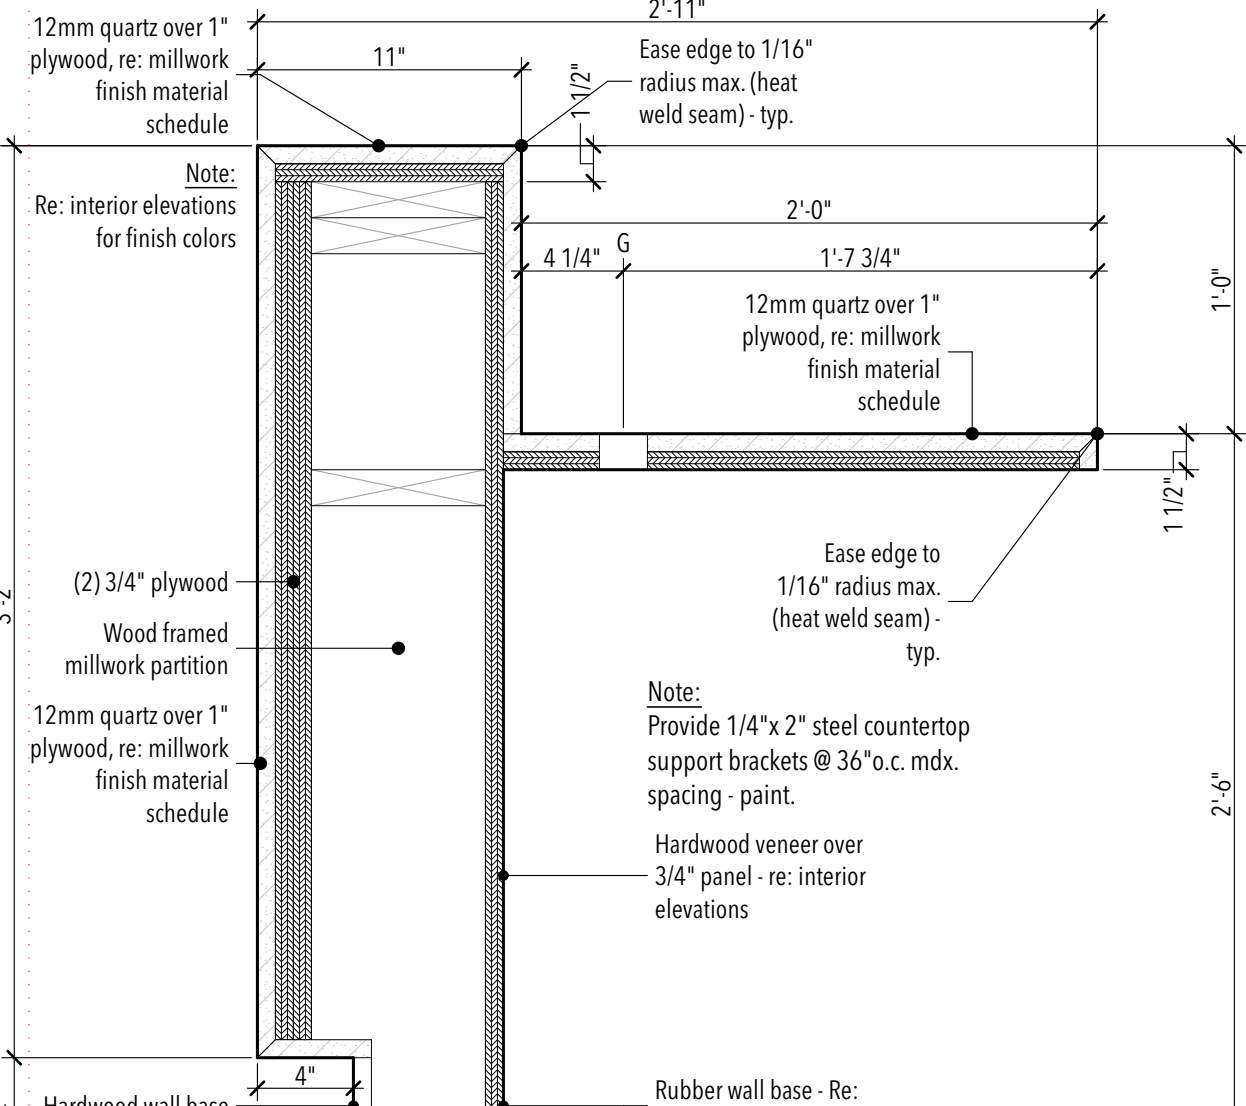 2'-11"
12mm quartz over 1"
plywood, re: millwork
finish material
schedule
11"
1 1/2"
Ease edge to 1/16"
radius max. (heat
weld seam) - typ.
Note:
Re: interior elevations
for finish colors
2'-0"
G
4 1/4"
1'-7 3/4"
1'-0"
12mm quartz over 1"
plywood, re: millwork
finish material
schedule
1 1/2"
Ease edge to
1/16" radius max.
(heat weld seam) -
typ.
(2) 3/4" plywood
Wood framed
millwork partition
12mm quartz over 1"
plywood, re: millwork
finish material
schedule
Note:
Provide 1/4"x 2" steel countertop
support brackets @ 36"o.c. mdx.
spacing - paint.
2'-6"
Hardwood veneer over
3/4" panel - re: interior
elevations
4"
Hardwood wall base
Rubber wall base - Re: